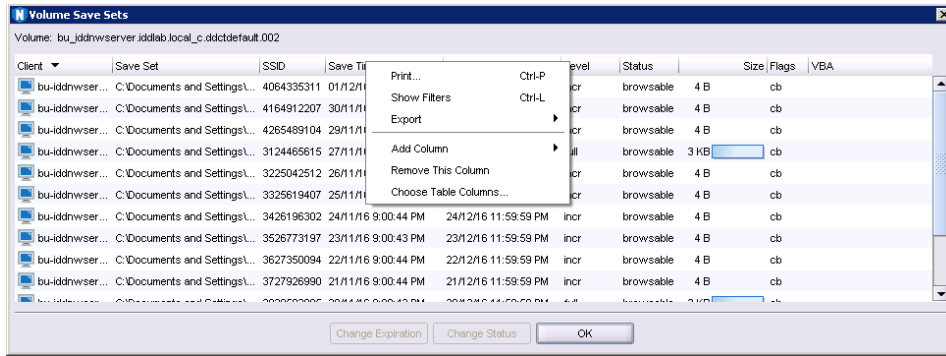 Volume Save Sets
Volume: bu_iddnwserver.iddlab.local_c.ddctdefault.002
Client Save Set SSID Save Ti evel Status Size Flags VBA
bu-iddnwser... C:\Documents and Settings\... 4064335311 01/12/1 ncr browsable 4 B cb
bu-iddnwser... C:\Documents and Settings\... 4164912207 30/11/1 ncr browsable 4 B cb
bu-iddnwser... C:\Documents and Settings\... 4265489104 29/11/1 ncr browsable 4 B cb
bu-iddnwser... C:\Documents and Settings\... 3124465615 27/11/1 ull browsable 3 KB cb
bu-iddnwser... C:\Documents and Settings\... 3225042512 26/11/1 ncr browsable 4 B cb
bu-iddnwser... C:\Documents and Settings\... 3325619407 25/11/1 ncr browsable 4 B cb
bu-iddnwser... C:\Documents and Settings\... 3426196302 24/11/16 9:00:44 PM 24/12/16 11:59:59 PM incr browsable 4 B cb
bu-iddnwser... C:\Documents and Settings\... 3526773197 23/11/16 9:00:43 PM 23/12/16 11:59:59 PM incr browsable 4 B cb
bu-iddnwser... C:\Documents and Settings\... 3627350094 22/11/16 9:00:44 PM 22/12/16 11:59:59 PM incr browsable 4 B cb
bu-iddnwser... C:\Documents and Settings\... 3727926990 21/11/16 9:00:44 PM 21/12/16 11:59:59 PM incr browsable 4 B cb
Print... Ctrl-P
Show Filters Ctrl-L
Export
Add Column
Remove This Column
Choose Table Columns...
Change Expiration Change Status OK